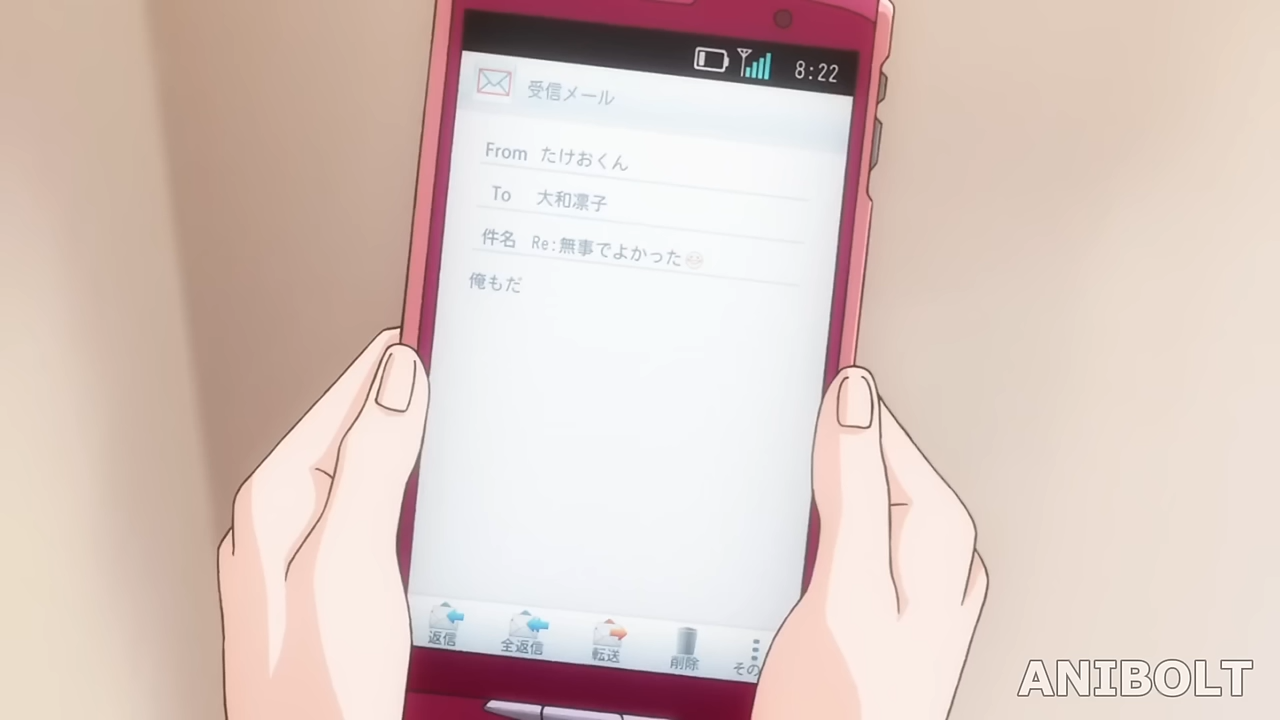 8:22
受信メール
From たけおくん
To 大和凛子
件名 Re:無事でよかった😄
俺もだ
返信 全返信 転送 削除 その
ANIBOLT